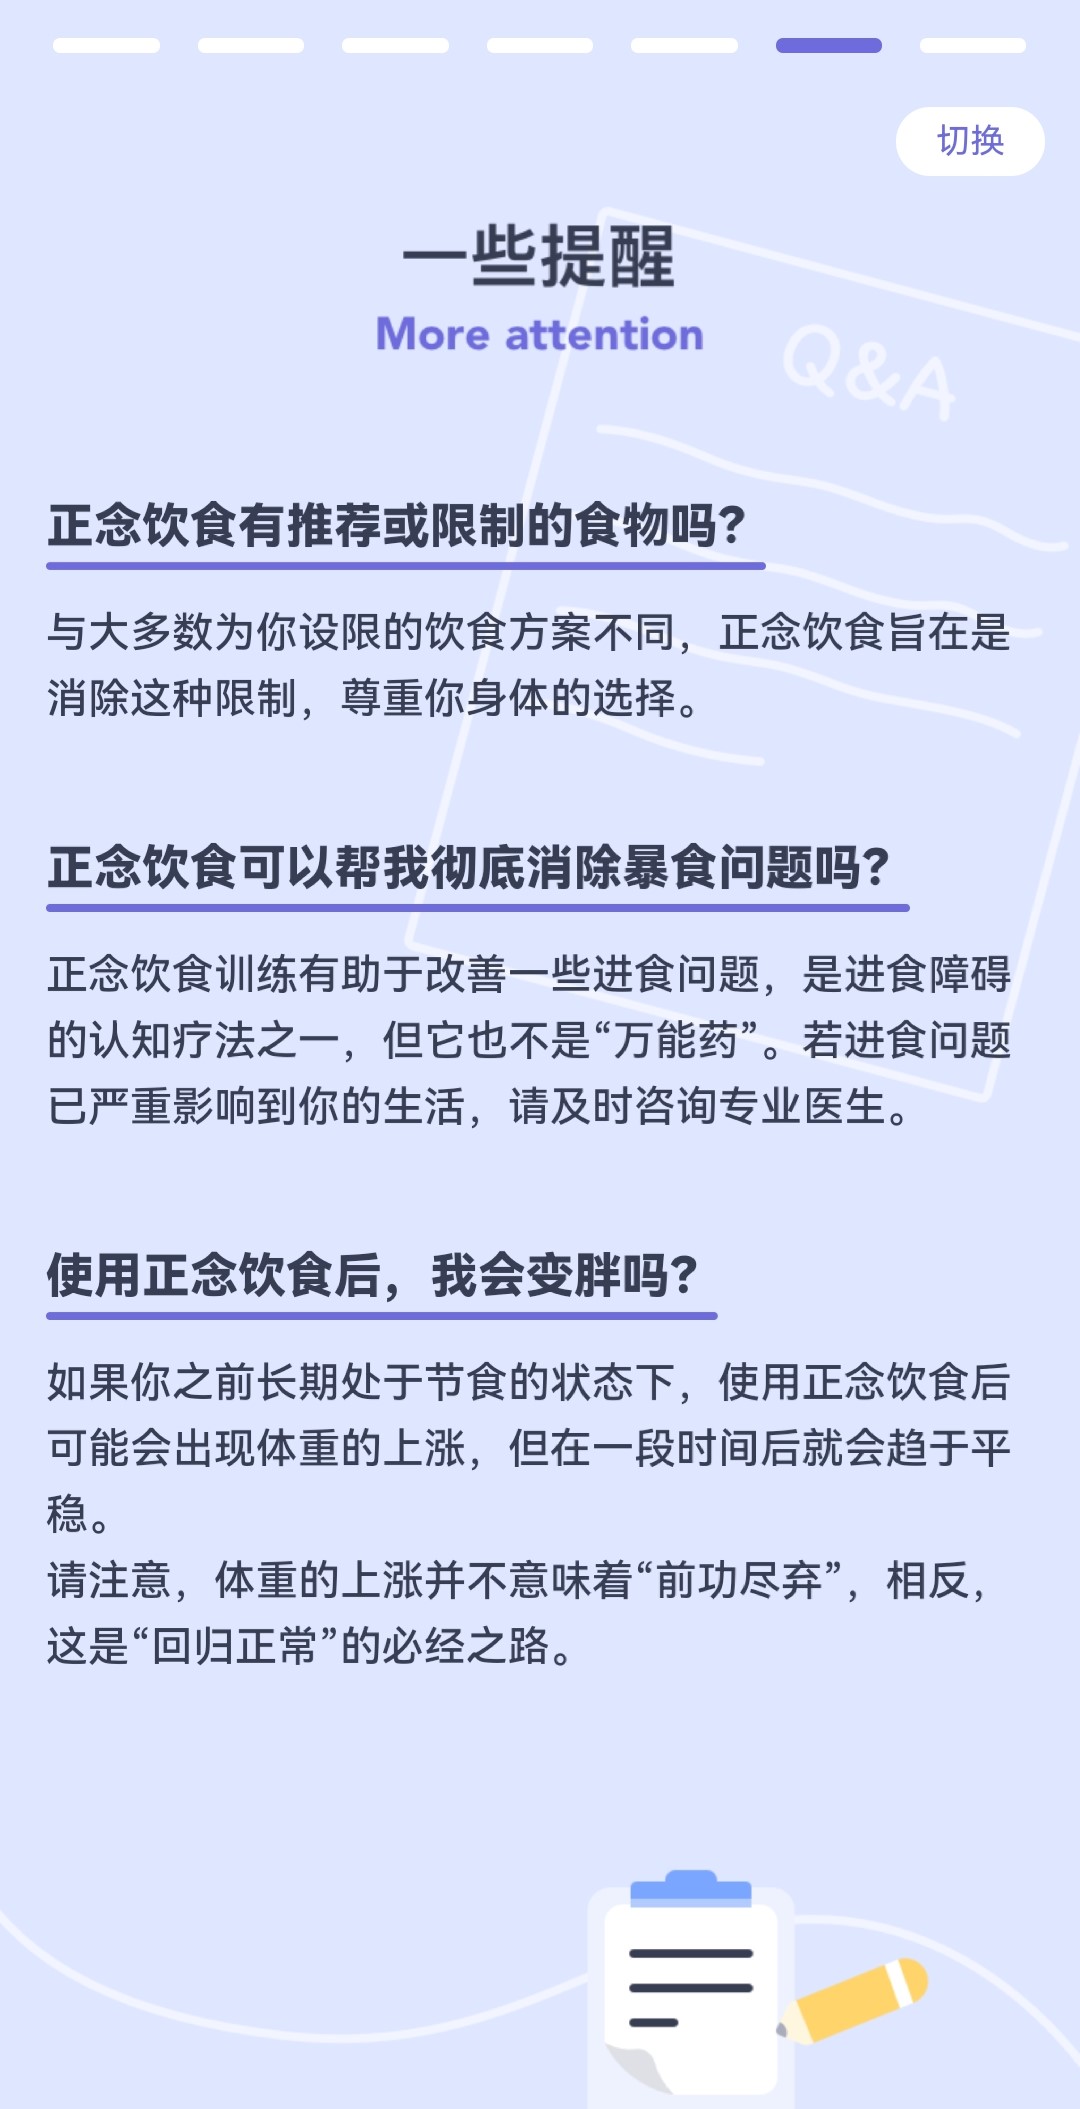 切换
一些提醒
More attention
Q&A
正念饮食有推荐或限制的食物吗?
与大多数为你设限的饮食方案不同，正念饮食旨在是
消除这种限制，尊重你身体的选择。
正念饮食可以帮我彻底消除暴食问题吗?
正念饮食训练有助于改善一些进食问题，是进食障碍
的认知疗法之一，但它也不是“万能药”。若进食问题
已严重影响到你的生活，请及时咨询专业医生。
使用正念饮食后，我会变胖吗?
如果你之前长期处于节食的状态下，使用正念饮食后
可能会出现体重的上涨，但在一段时间后就会趋于平
稳。
请注意，体重的上涨并不意味着“前功尽弃”，相反，
这是“回归正常”的必经之路。